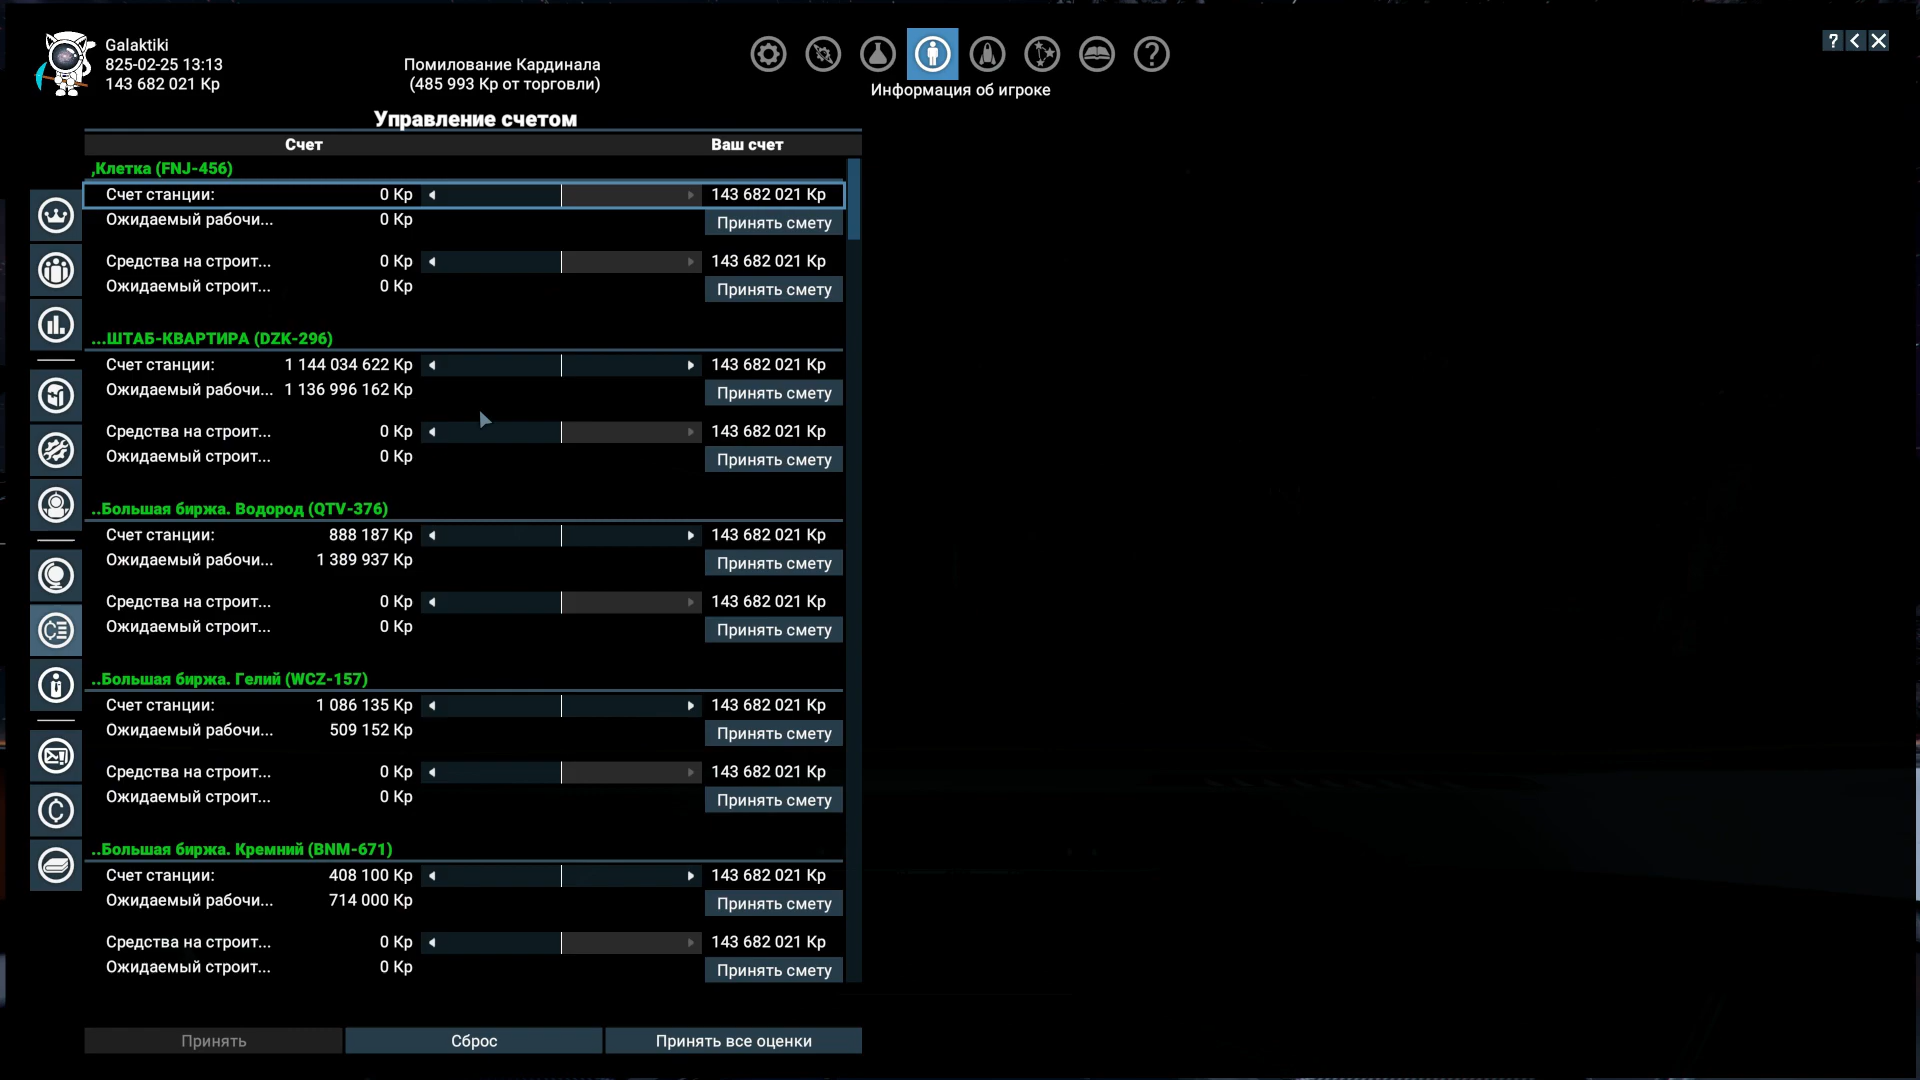 Galaktiki
825-02-25 13:13
143 682 021 Кр
Помилование Кардинала
(485 993 Кр от торговли)
Информация об игроке
? < X
Управление счетом
Счет Ваш счет
,Клетка (FNJ-456)
Счет станции: 0 Кр 143 682 021 Кр
Ожидаемый рабочи... 0 Кр Принять смету
Средства на строит... 0 Кр 143 682 021 Кр
Ожидаемый строит... 0 Кр Принять смету
...ШТАБ-КВАРТИРА (DZK-296)
Счет станции: 1 144 034 622 Кр 143 682 021 Кр
Ожидаемый рабочи... 1 136 996 162 Кр Принять смету
Средства на строит... 0 Кр 143 682 021 Кр
Ожидаемый строит... 0 Кр Принять смету
..Большая биржа. Водород (QTV-376)
Счет станции: 888 187 Кр 143 682 021 Кр
Ожидаемый рабочи... 1 389 937 Кр Принять смету
Средства на строит... 0 Кр 143 682 021 Кр
Ожидаемый строит... 0 Кр Принять смету
..Большая биржа. Гелий (WCZ-157)
Счет станции: 1 086 135 Кр 143 682 021 Кр
Ожидаемый рабочи... 509 152 Кр Принять смету
Средства на строит... 0 Кр 143 682 021 Кр
Ожидаемый строит... 0 Кр Принять смету
..Большая биржа. Кремний (BNM-671)
Счет станции: 408 100 Кр 143 682 021 Кр
Ожидаемый рабочи... 714 000 Кр Принять смету
Средства на строит... 0 Кр 143 682 021 Кр
Ожидаемый строит... 0 Кр Принять смету
Принять Сброс Принять все оценки